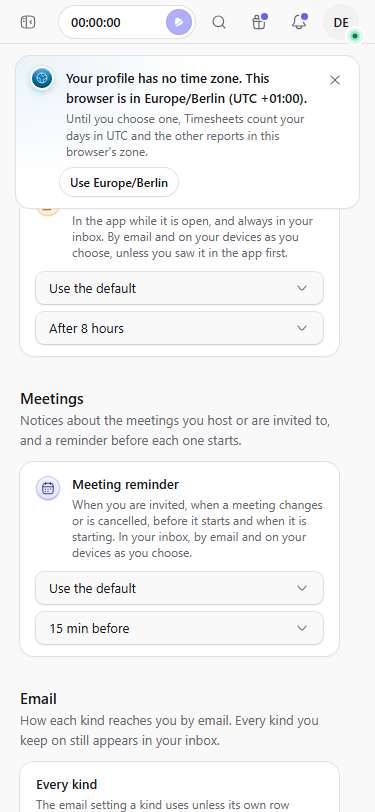 00:00:00
DE
Your profile has no time zone. This
browser is in Europe/Berlin (UTC +01:00).
Until you choose one, Timesheets count your
days in UTC and the other reports in this
browser's zone.
Use Europe/Berlin
In the app while it is open, and always in your
inbox. By email and on your devices as you
choose, unless you saw it in the app first.
Use the default
After 8 hours
Meetings
Notices about the meetings you host or are invited to,
and a reminder before each one starts.
Meeting reminder
When you are invited, when a meeting changes
or is cancelled, before it starts and when it is
starting. In your inbox, by email and on your
devices as you choose.
Use the default
15 min before
Email
How each kind reaches you by email. Every kind you
keep on still appears in your inbox.
Every kind
The email setting a kind uses unless its own row